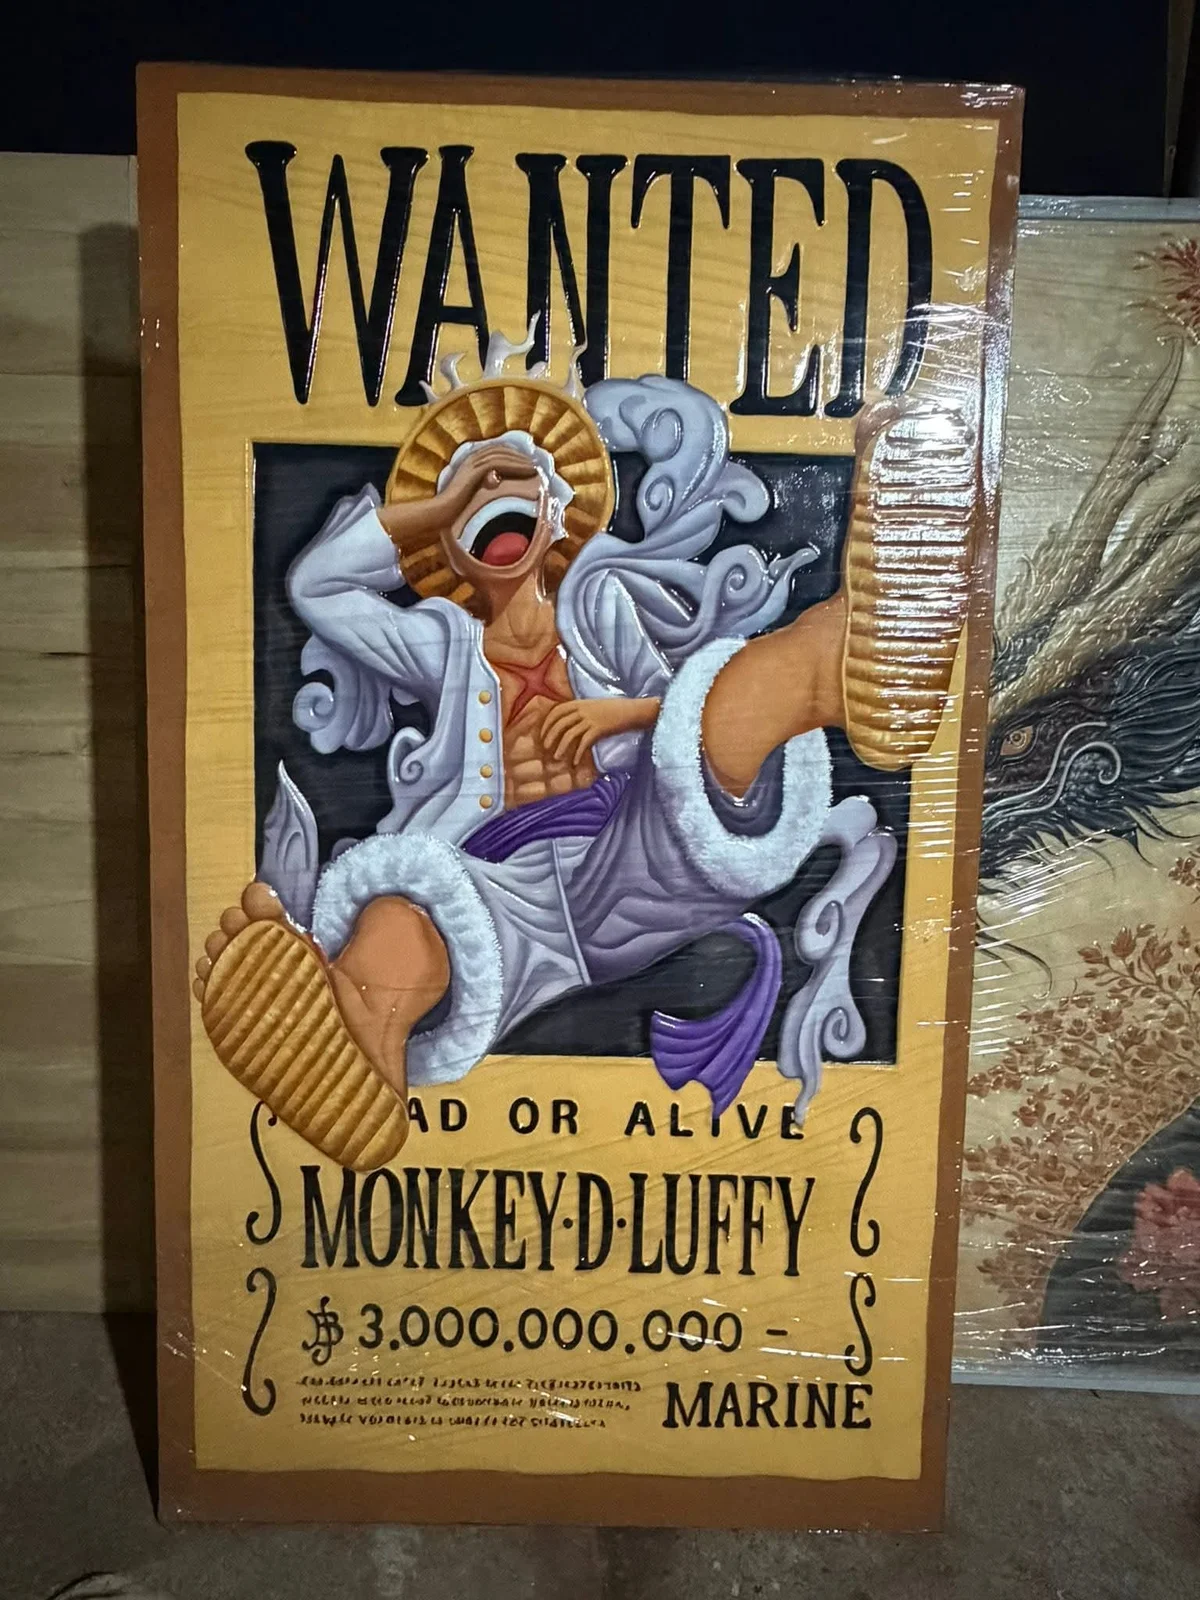 WANTED
AD OR ALIVE
MONKEY·D·LUFFY
฿ 3.000.000.000 -
MARINE